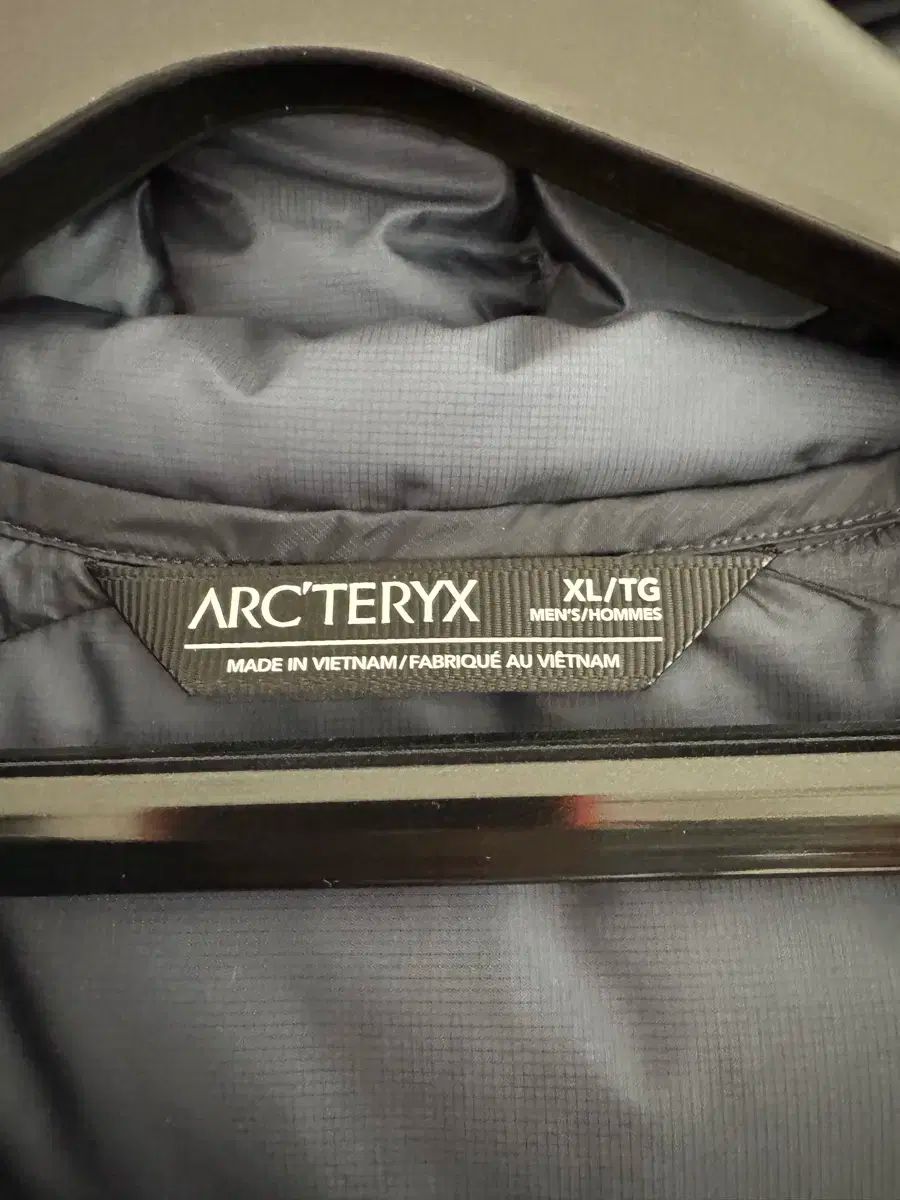 ARC'TERYX
XL/TG
MEN'S/HOMMES
MADE IN VIETNAM/FABRIQUÉ AU VIÊTNAM